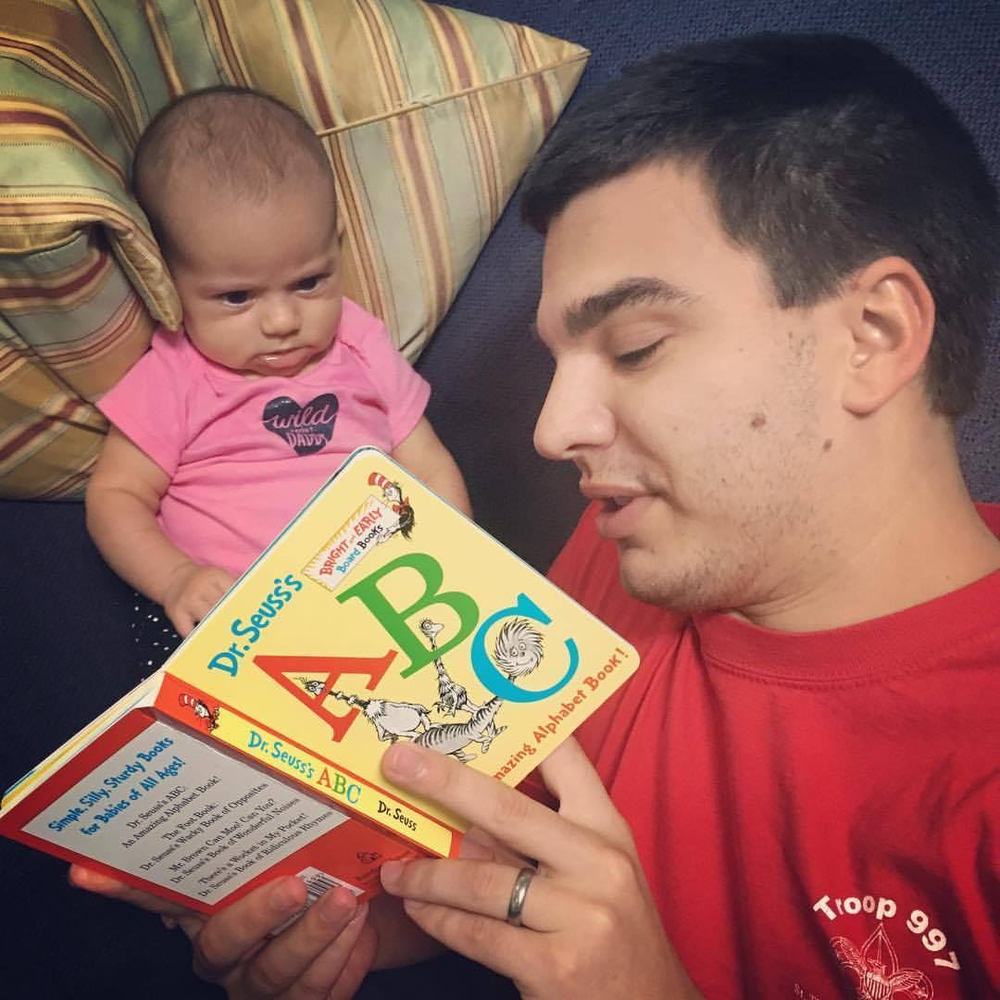 wild
DADDY
BRIGHT and EARLY
Board Books
Dr. Seuss's
ABC
mazing Alphabet Book!
Dr. Seuss's ABC Dr. Seuss
Simple, Silly, Sturdy Books
for Babies of All Ages!
Dr. Seuss's ABC:
An Amazing Alphabet Book!
The Foot Book:
Dr. Seuss's Wacky Book of Opposites
Mr. Brown Can Moo! Can You?
Dr. Seuss's Book of Wonderful Noises
There's a Wocket in My Pocket!
Dr. Seuss's Book of Ridiculous Rhymes
Troop 997